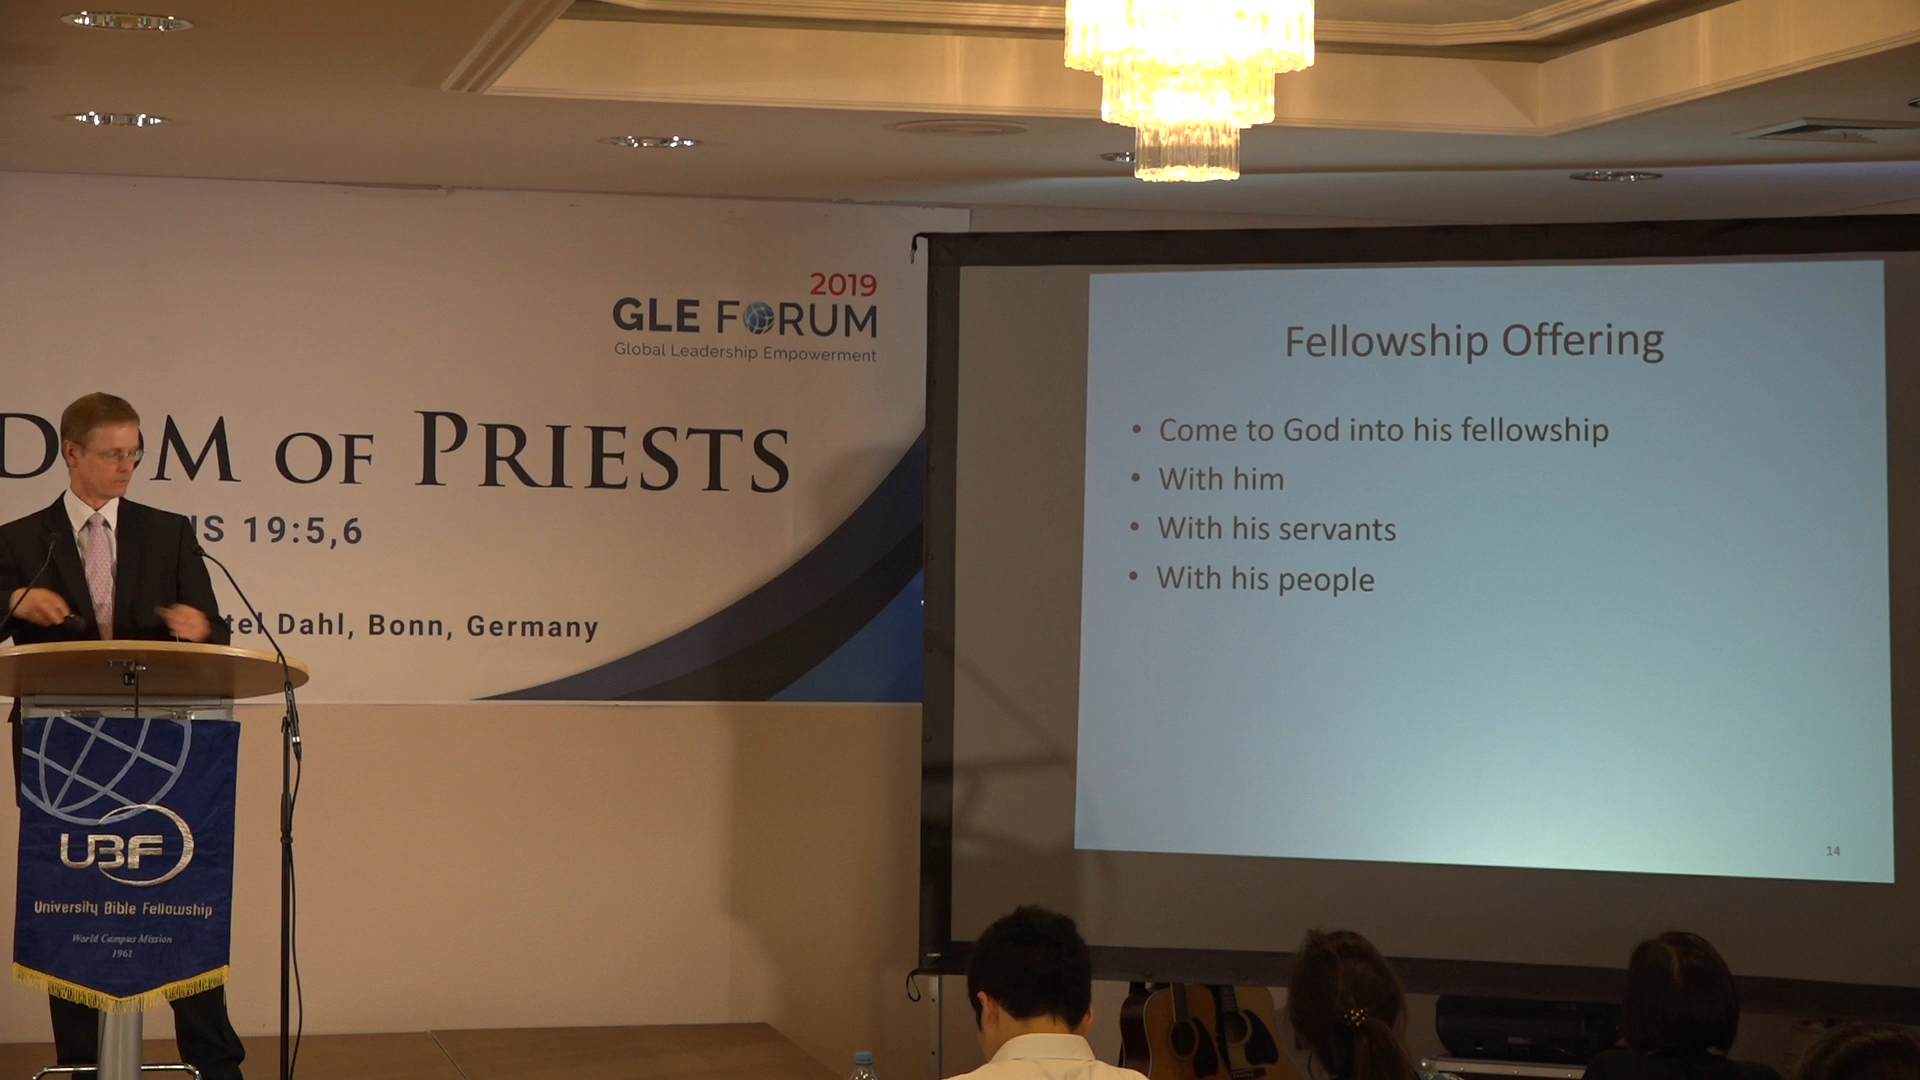 2019
GLE FORUM
Global Leadership Empowerment
DOM OF PRIESTS
US 19:5,6
tel Dahl, Bonn, Germany
UBF
University Bible Fellowship
World Campus Mission
1961
Fellowship Offering
• Come to God into his fellowship
• With him
• With his servants
• With his people
14